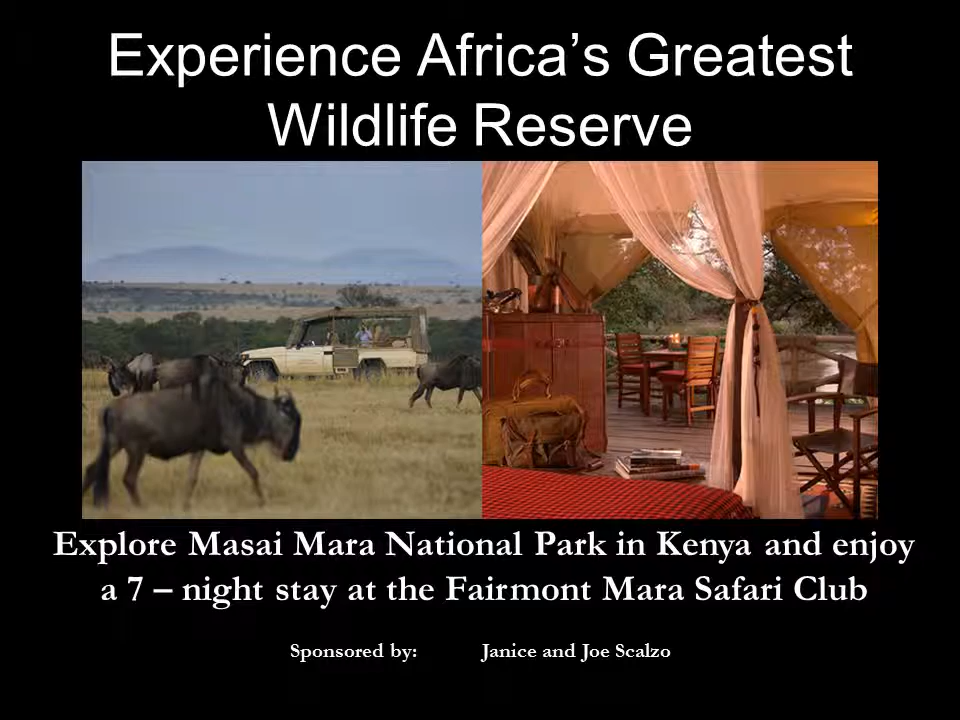 Experience Africa’s Greatest
Wildlife Reserve
Explore Masai Mara National Park in Kenya and enjoy
a 7 – night stay at the Fairmont Mara Safari Club
Sponsored by: Janice and Joe Scalzo